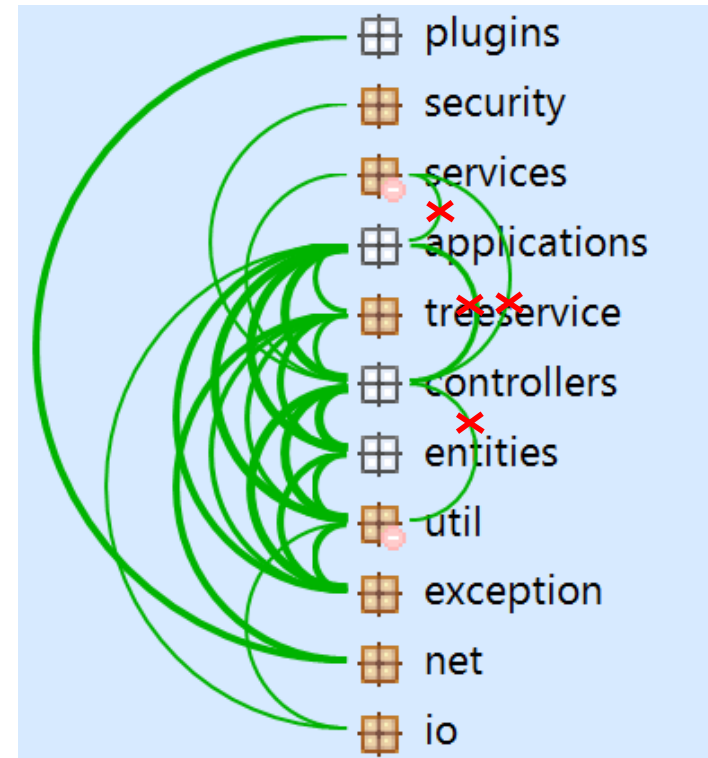 plugins
security
services
applications
treeservice
controllers
entities
util
exception
net
io